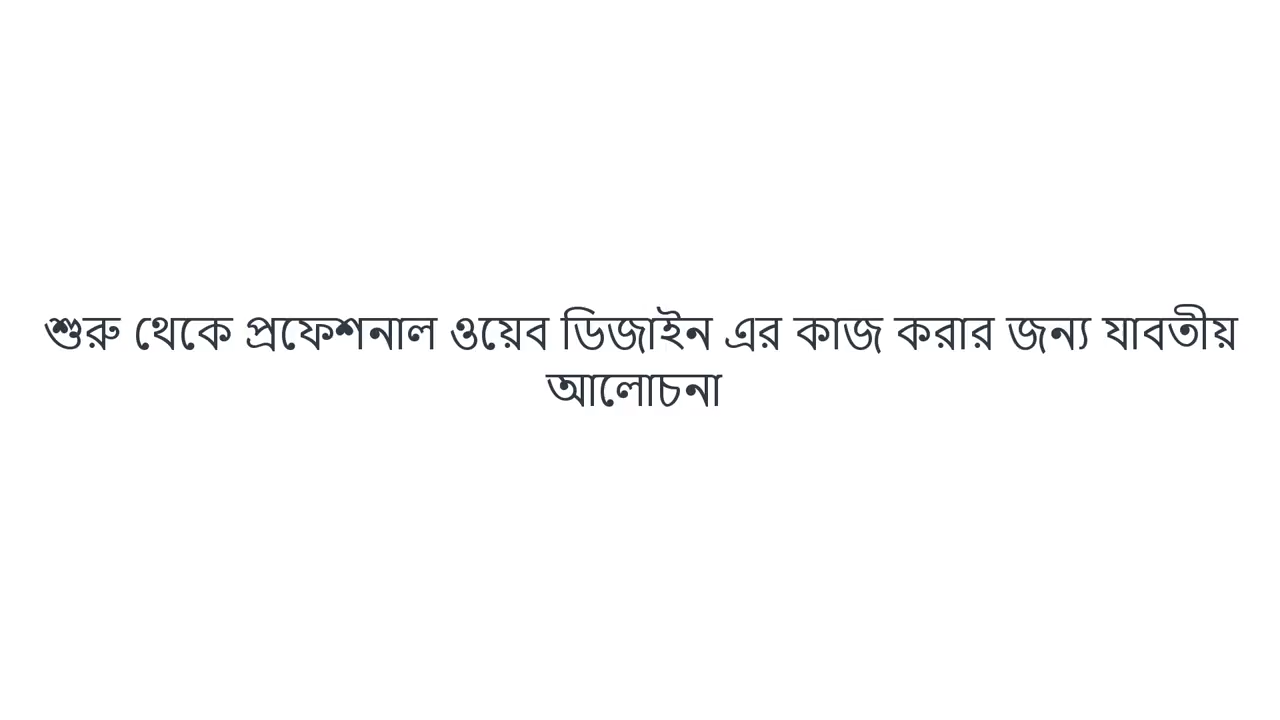 শুরু থেকে প্রফেশনাল ওয়েব ডিজাইন এর কাজ করার জন্য যাবতীয়
আলোচনা